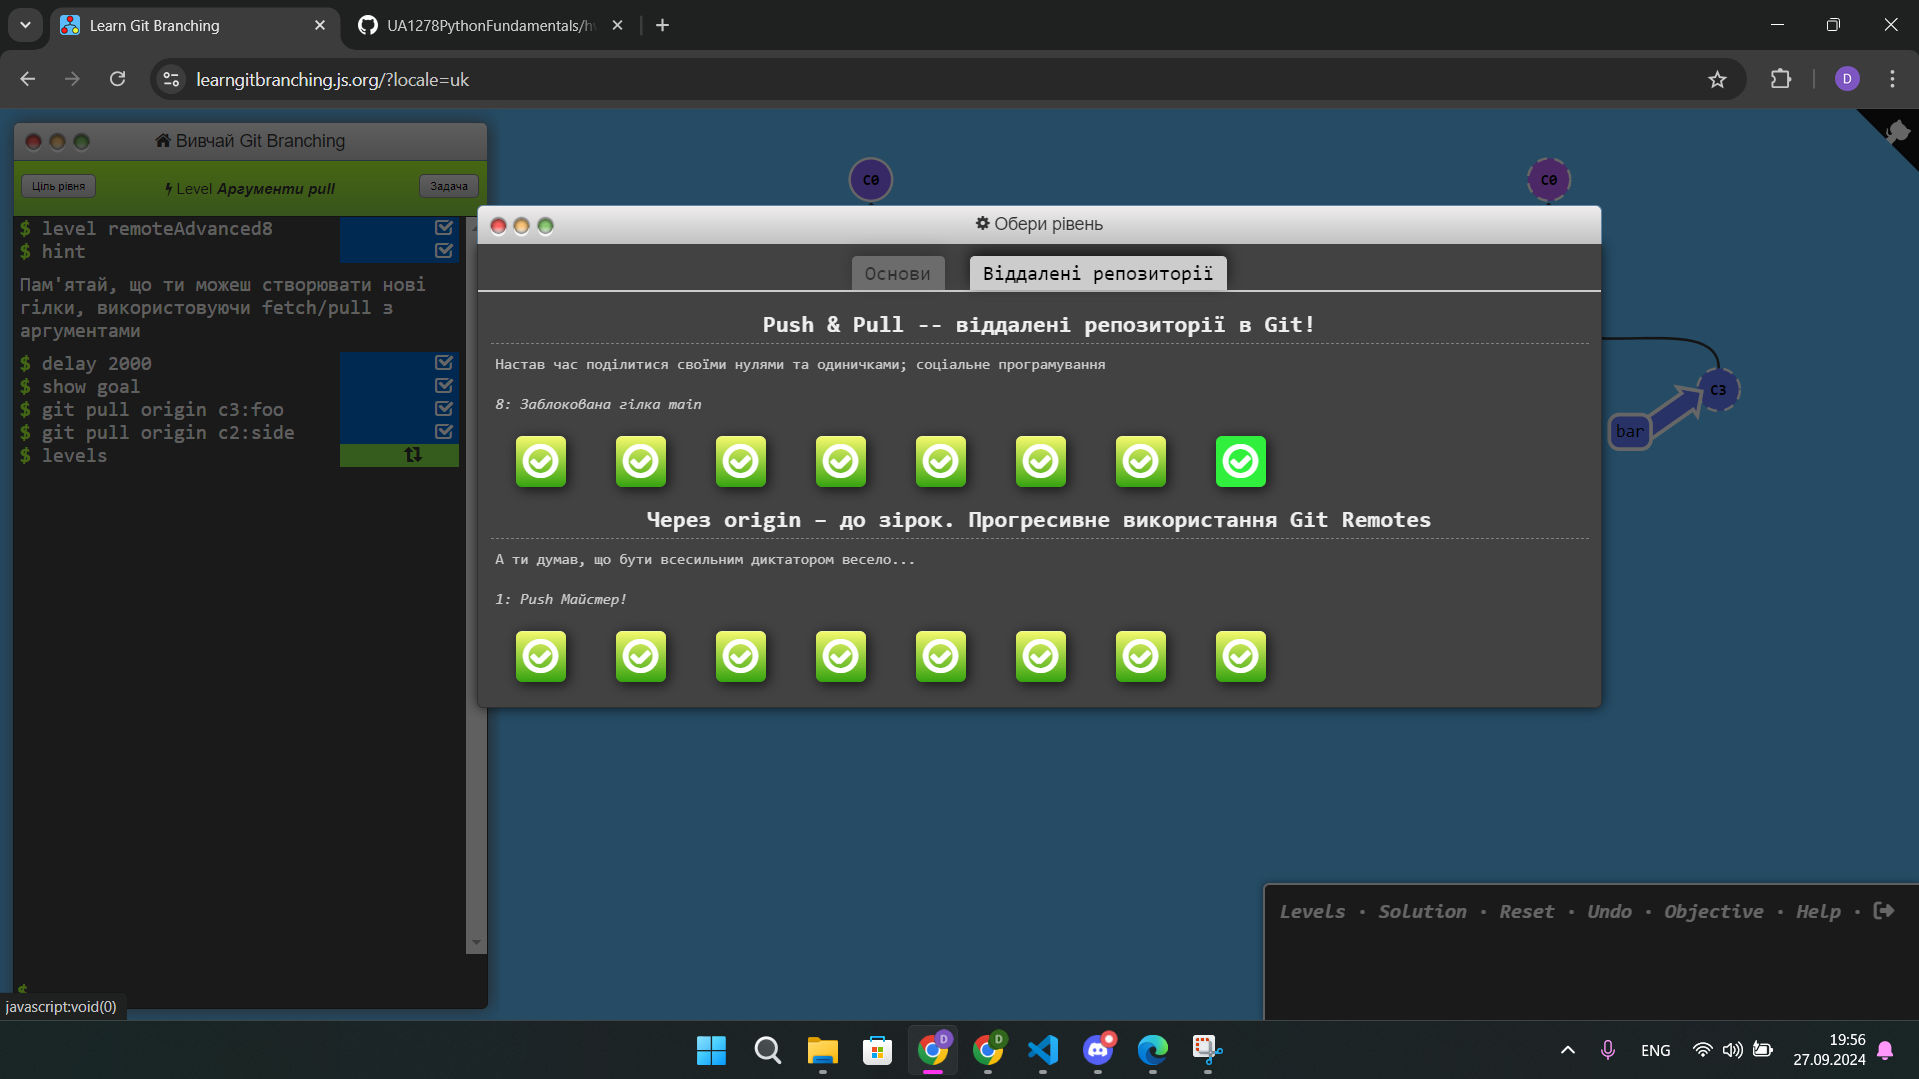 Learn Git Branching
UA1278PythonFundamentals/h
learngitbranching.js.org/?locale=uk
D
Вивчай Git Branching
Ціль рівня
Level Аргументи pull
Задача
$ level remoteAdvanced8
$ hint
Пам'ятай, що ти можеш створювати нові
гілки, використовуючи fetch/pull з
аргументами
$ delay 2000
$ show goal
$ git pull origin c3:foo
$ git pull origin c2:side
$ levels
$
javascript:void(0)
C0
C0
C3
bar
Обери рівень
Основи
Віддалені репозиторії
Push & Pull -- віддалені репозиторії в Git!
Настав час поділитися своїми нулями та одиничками; соціальне програмування
8: Заблокована гілка main
Через origin – до зірок. Прогресивне використання Git Remotes
А ти думав, що бути всесильним диктатором весело...
1: Push Майстер!
Levels · Solution · Reset · Undo · Objective · Help ·
D
D
ENG
19:56
27.09.2024